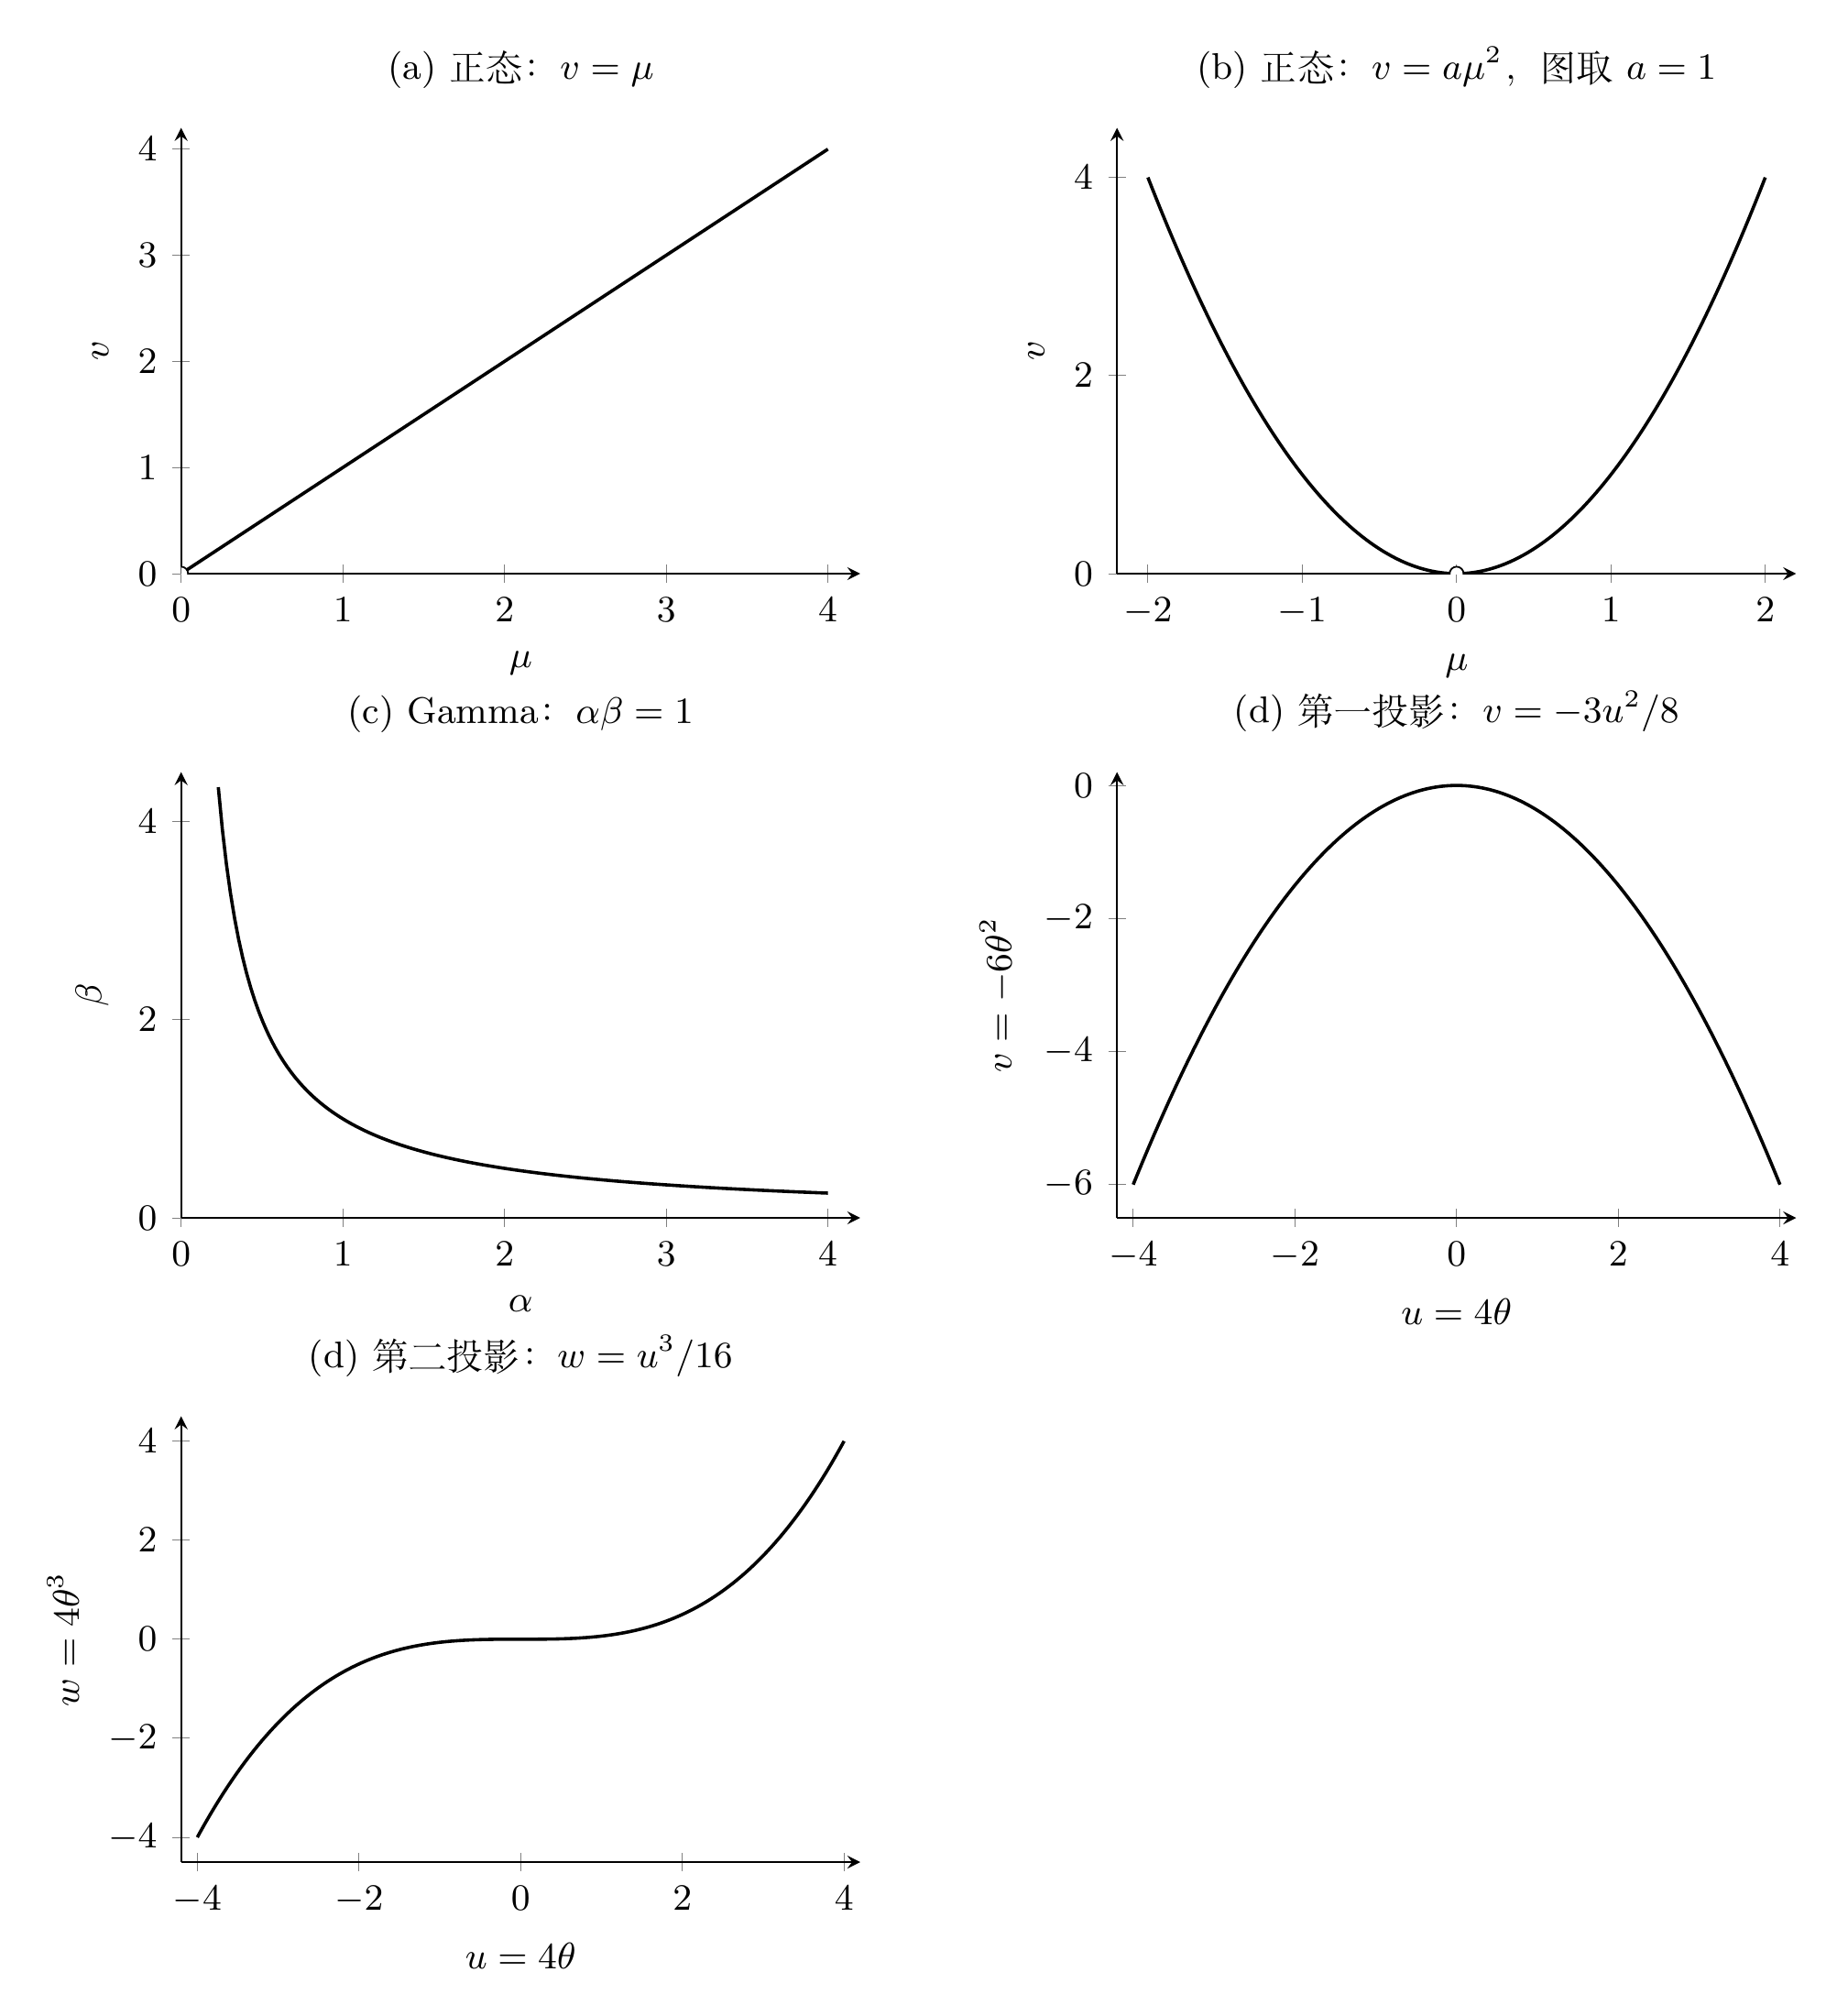 (a) 正态：v = μ
4
3
2
1
0
v
0 1 2 3 4
μ
(b) 正态：v = aμ²，图取 a = 1
4
2
0
v
−2 −1 0 1 2
μ
(c) Gamma：αβ = 1
4
2
0
β
0 1 2 3 4
α
(d) 第一投影：v = −3u²/8
0
−2
−4
−6
v = −6θ²
−4 −2 0 2 4
u = 4θ
(d) 第二投影：w = u³/16
4
2
0
−2
−4
w = 4θ³
−4 −2 0 2 4
u = 4θ